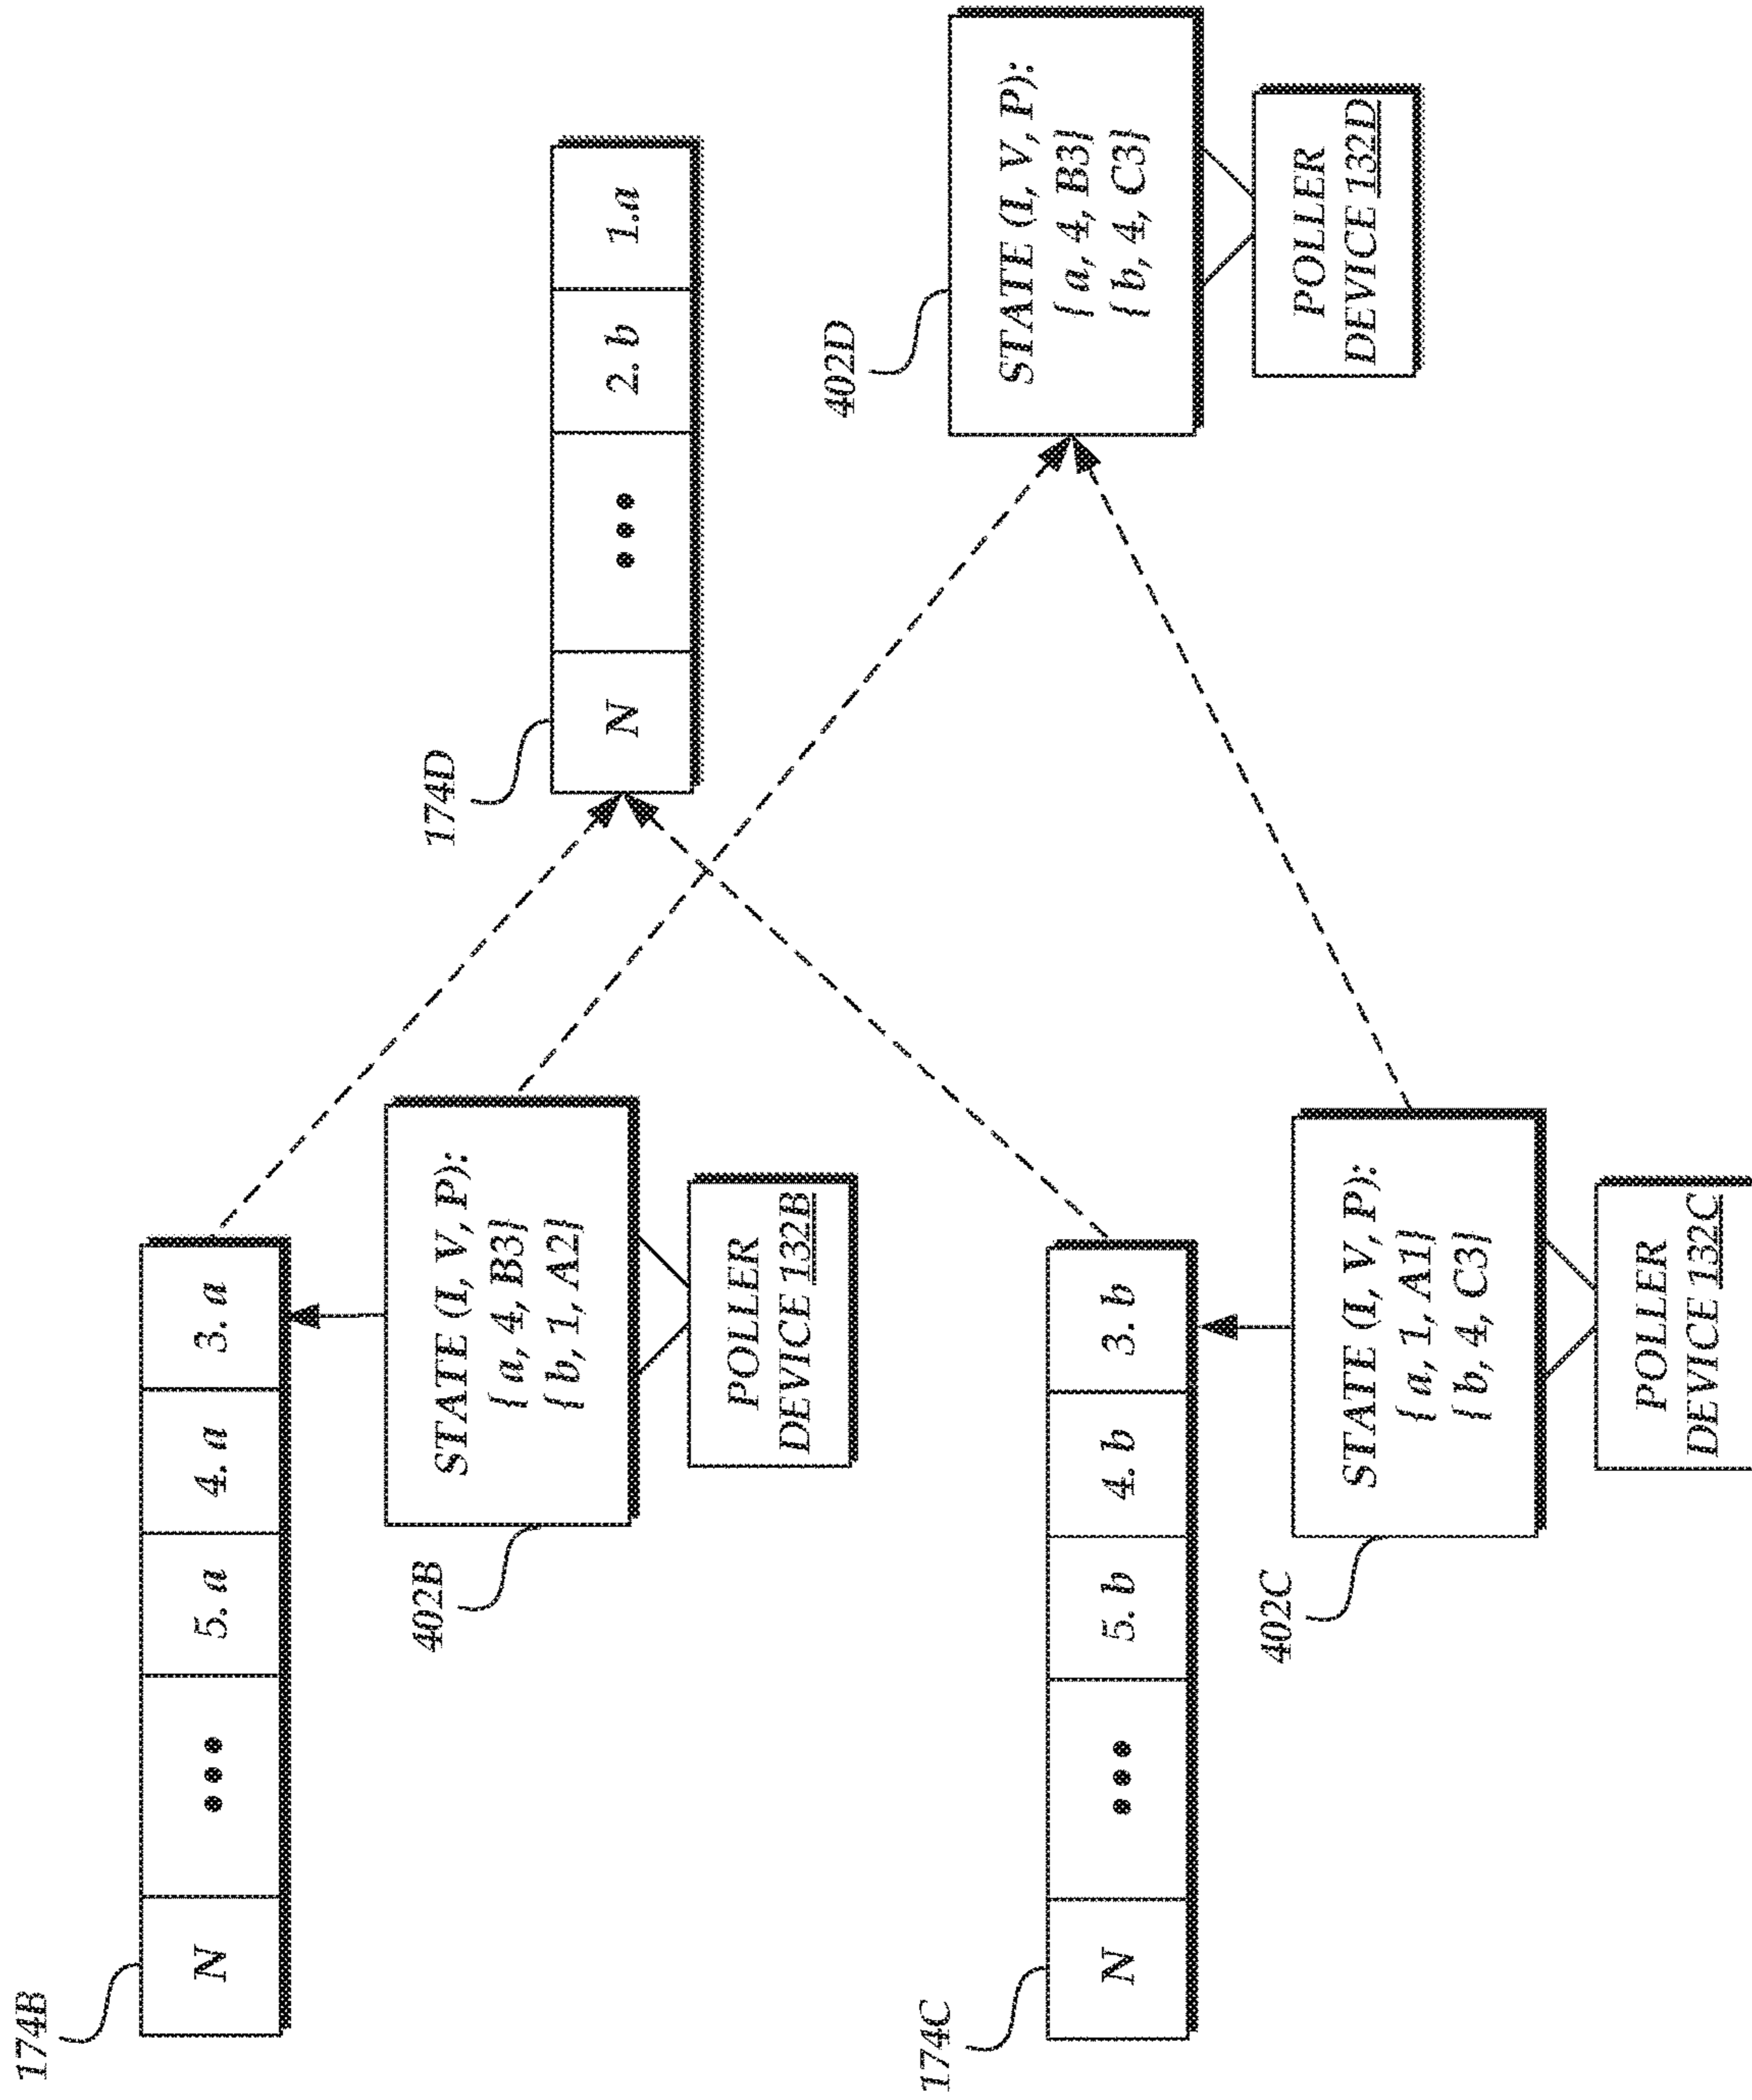 174B
N ••• 5. a 4. a 3. a
402B
STATE (I, V, P):
{ a, 4, B3}
{ b, 1, A2}
POLLER
DEVICE 132B
174D
N ••• 2. b 1.a
174C
N ••• 5. b 4. b 3. b
402C
STATE (I, V, P):
{ a, 1, A1}
{ b, 4, C3}
POLLER
DEVICE 132C
402D
STATE (I, V, P):
{ a, 4, B3}
{ b, 4, C3}
POLLER
DEVICE 132D